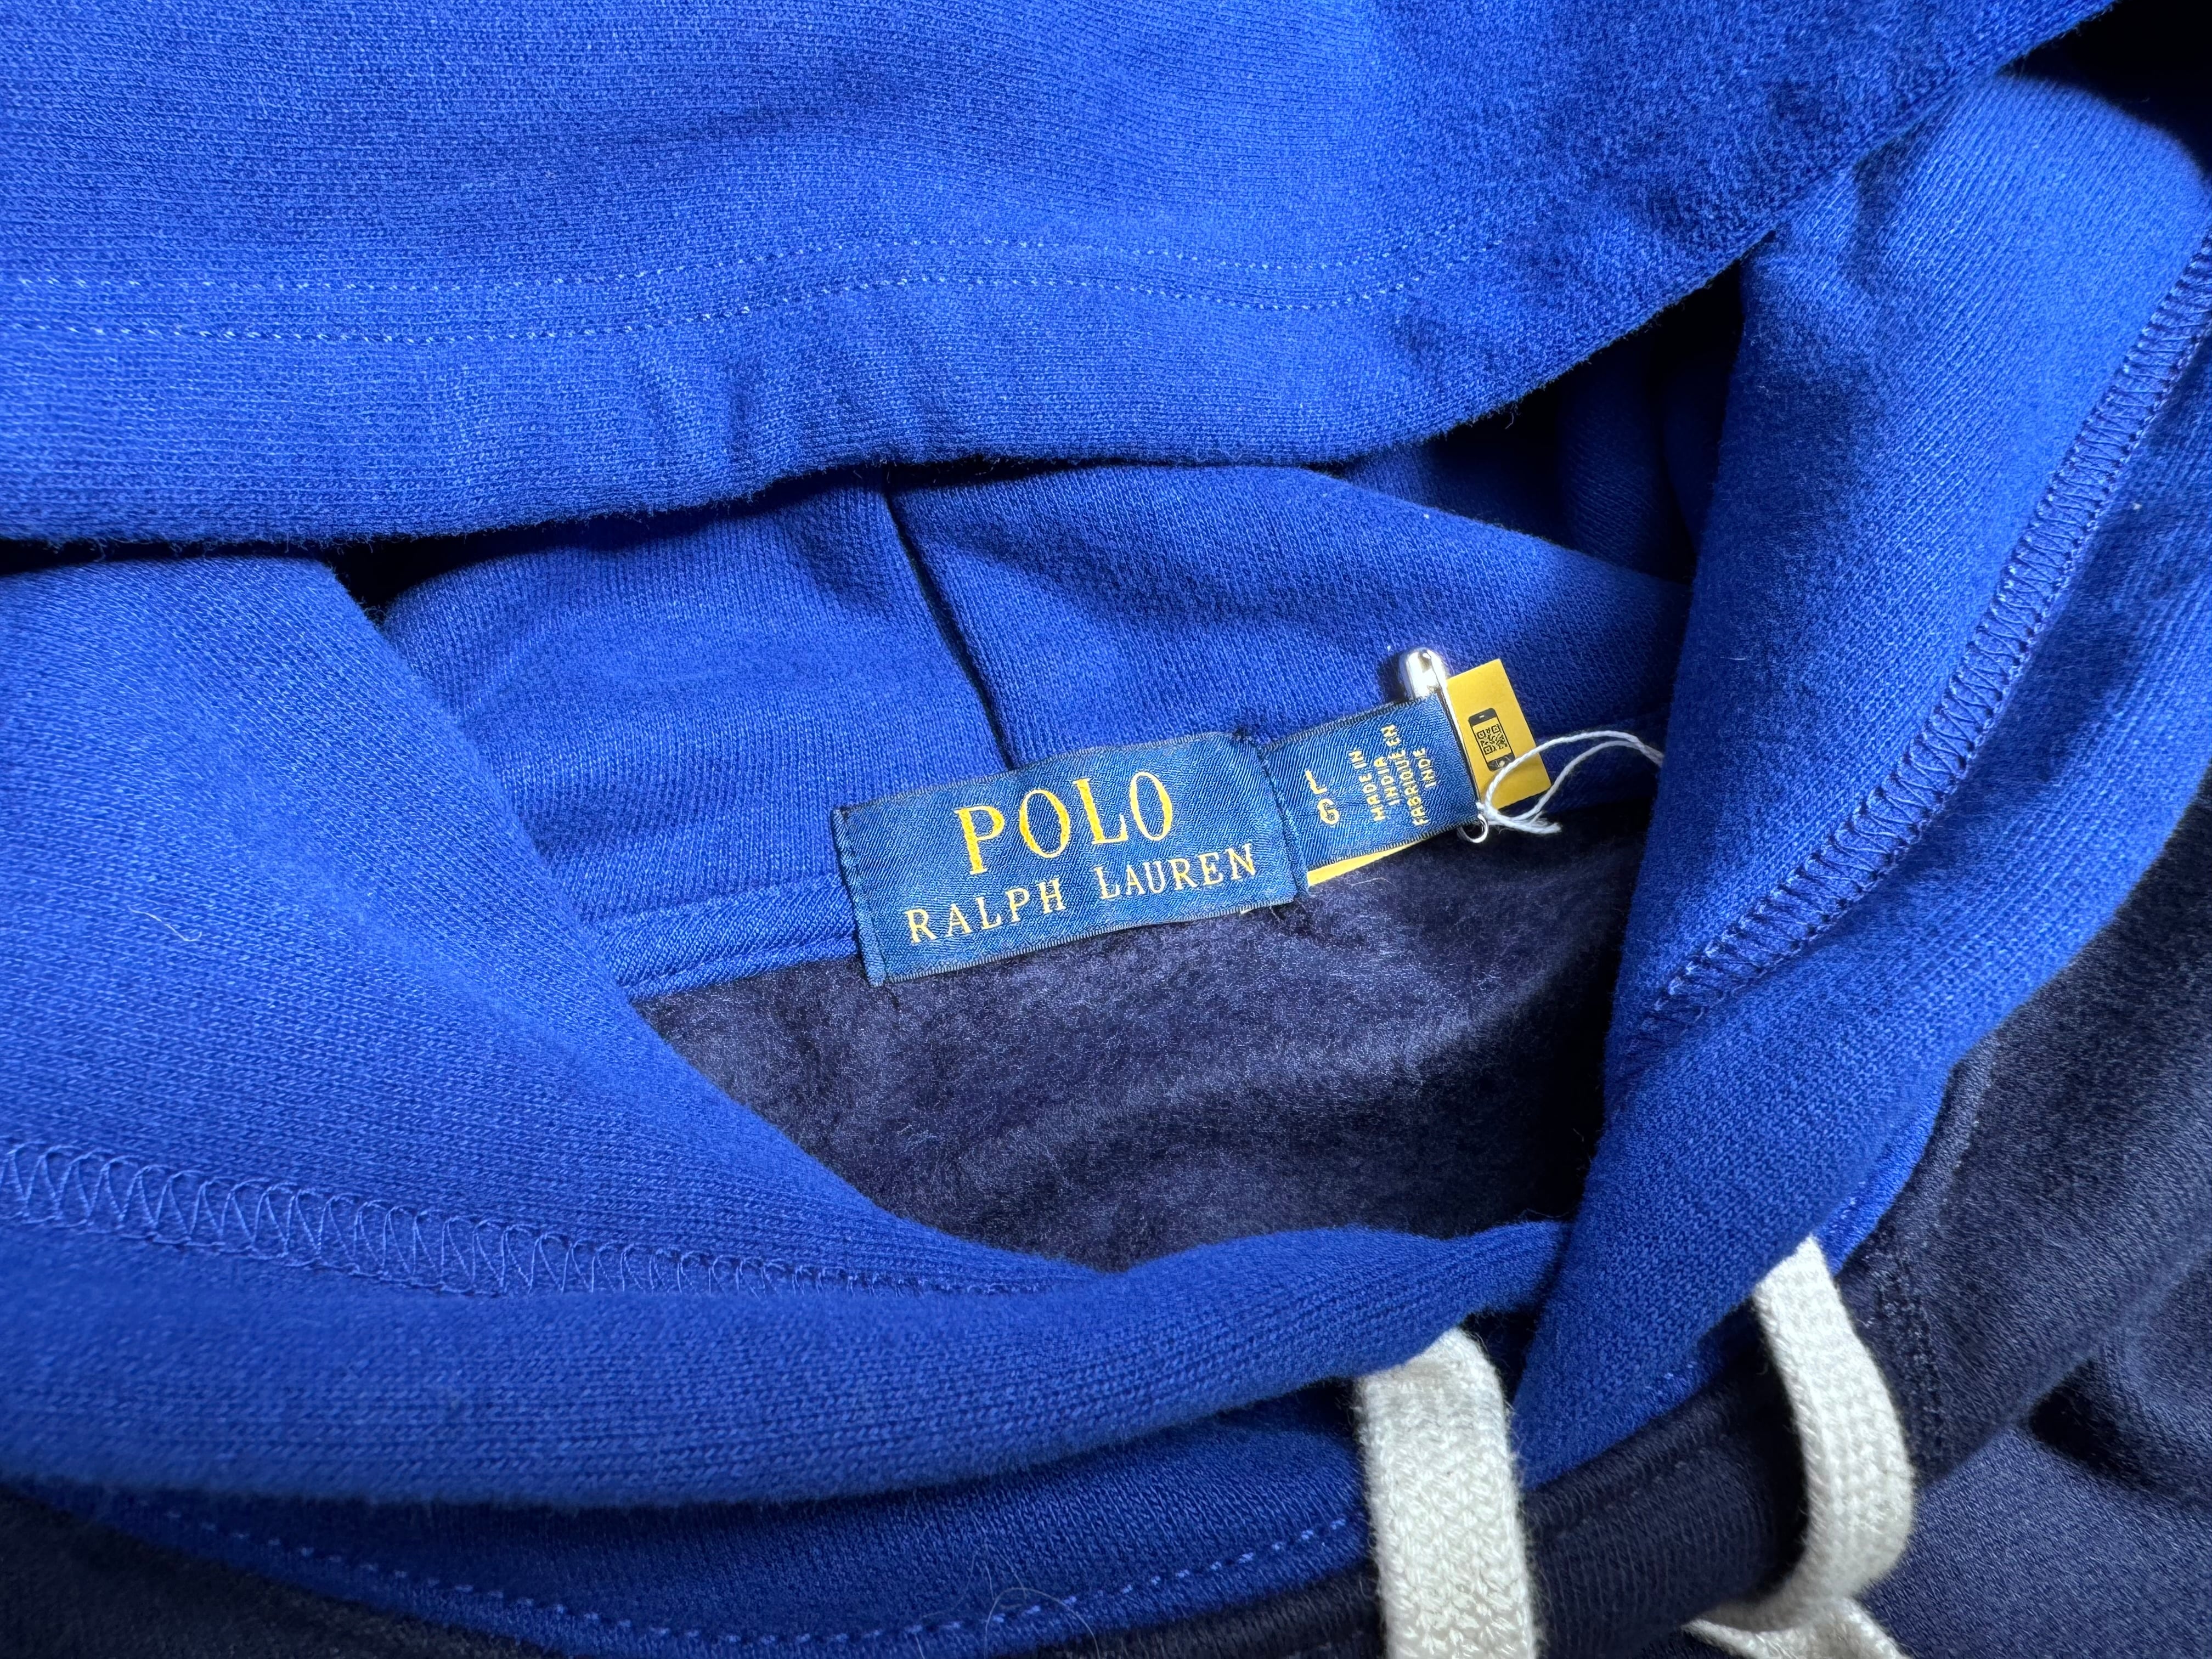 POLO
RALPH LAUREN
L
G
MADE IN
INDIA
FABRIQUÉ EN
INDE